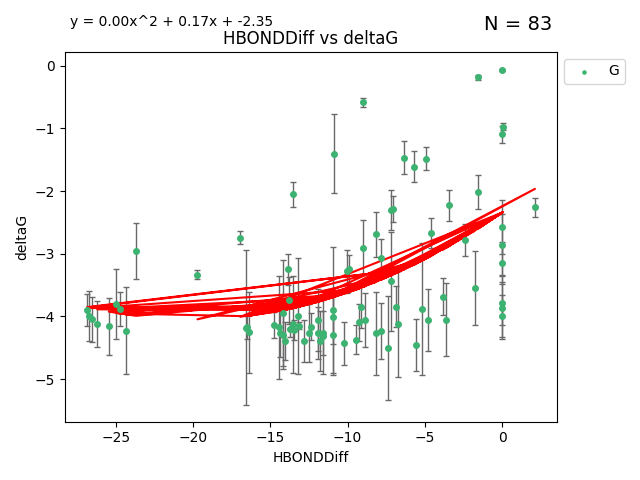 y = 0.00x^2 + 0.17x + -2.35
N = 83
HBONDDiff vs deltaG
G
0
−1
−2
−3
−4
−5
deltaG
−25
−20
−15
−10
−5
0
HBONDDiff